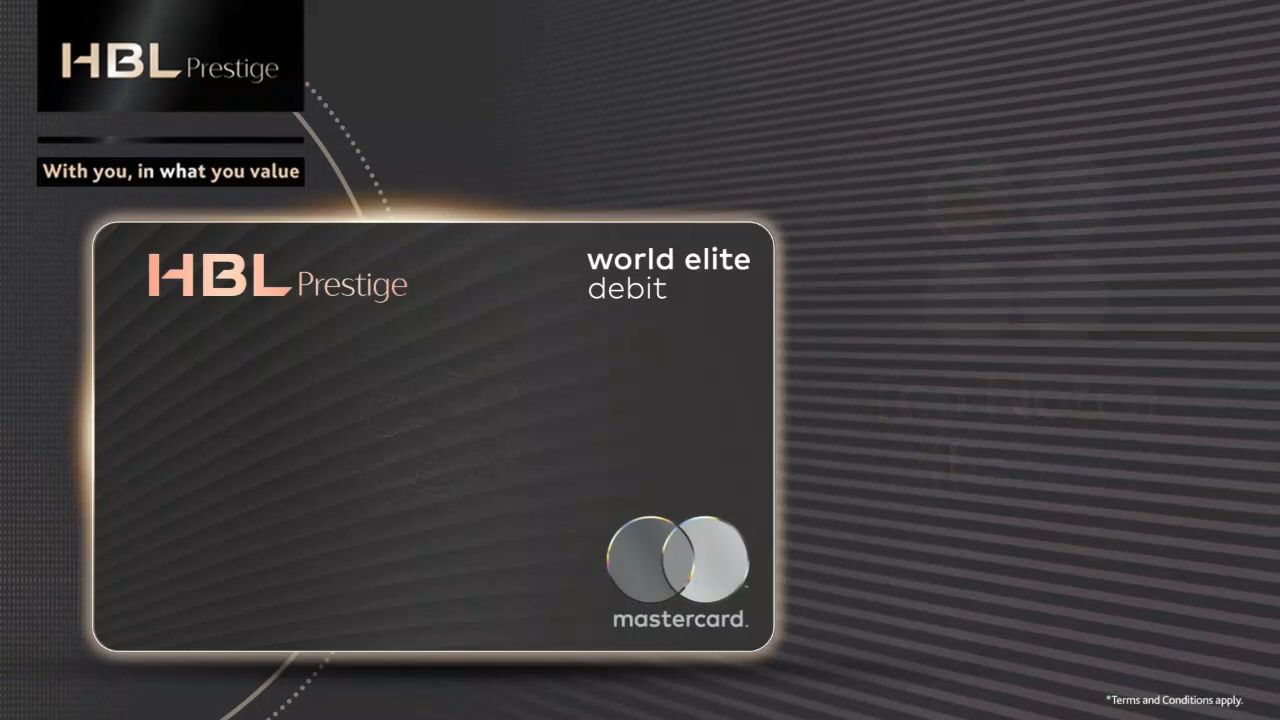 HBL Prestige
With you, in what you value
HBL Prestige
world elite
debit
mastercard.
*Terms and Conditions apply.